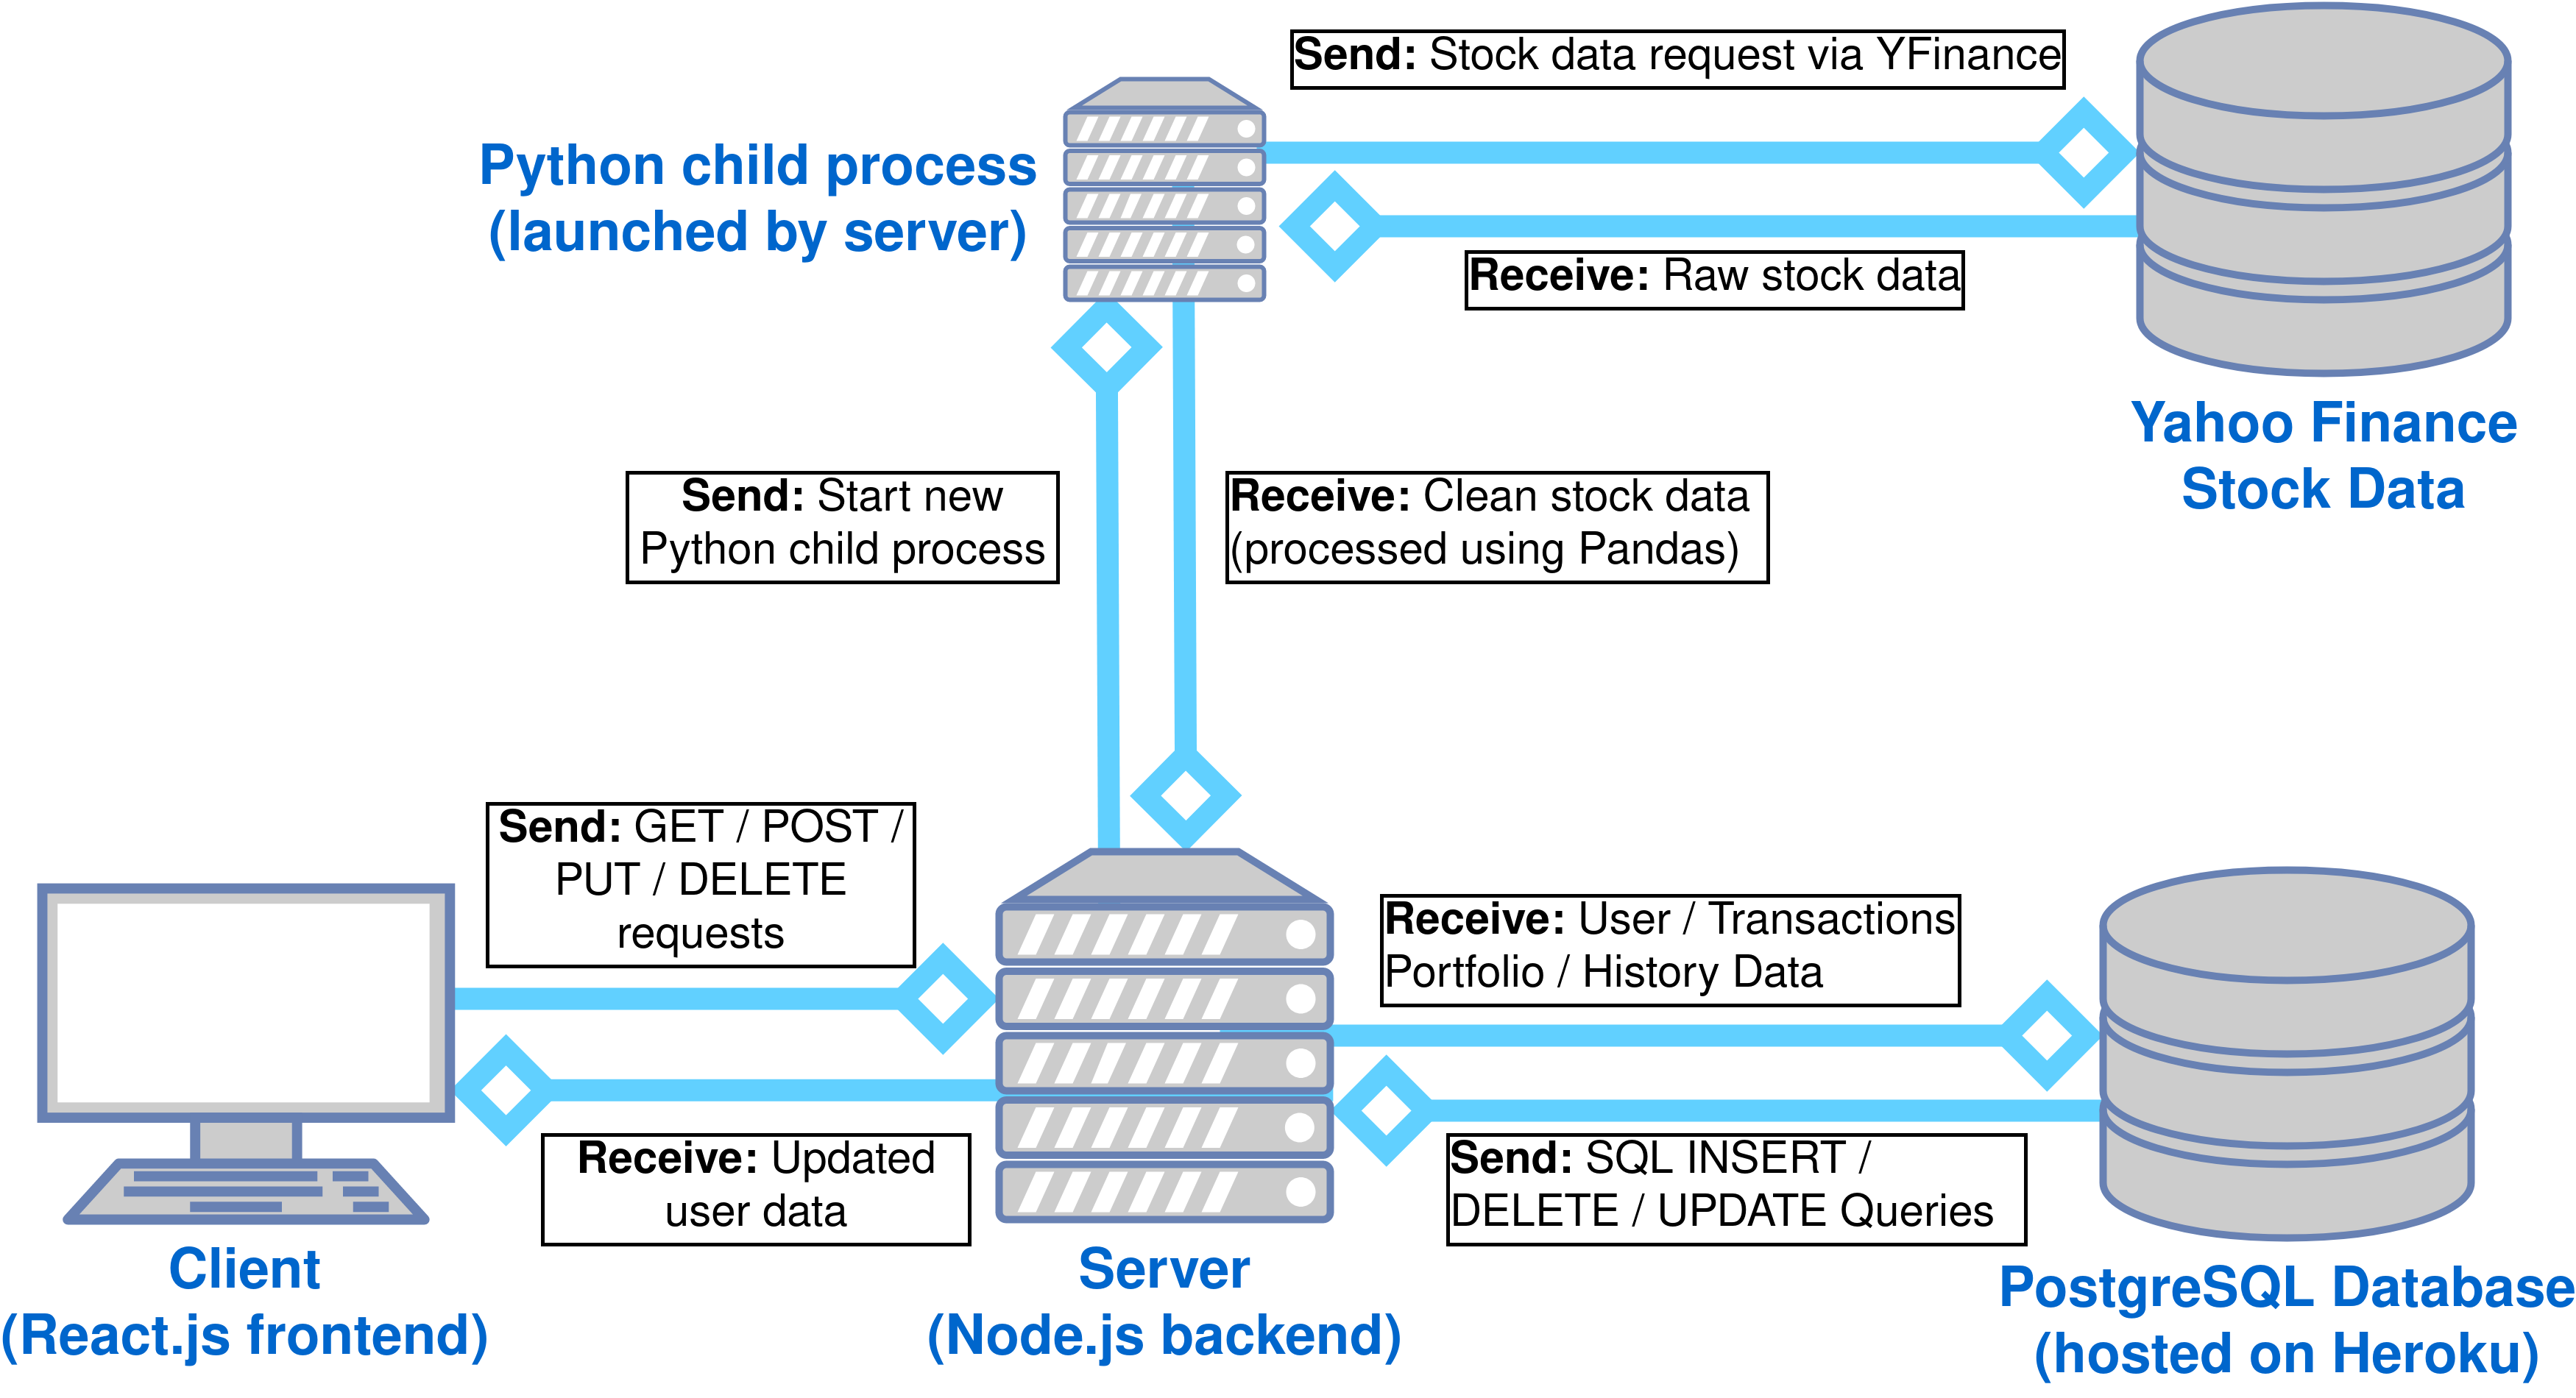 Send: Stock data request via YFinance
Python child process
(launched by server)
Receive: Raw stock data
Yahoo Finance
Stock Data
Send: Start new
Python child process
Receive: Clean stock data
(processed using Pandas)
Send: GET / POST /
PUT / DELETE
requests
Receive: User / Transactions
Portfolio / History Data
Receive: Updated
user data
Send: SQL INSERT /
DELETE / UPDATE Queries
Client
(React.js frontend)
Server
(Node.js backend)
PostgreSQL Database
(hosted on Heroku)